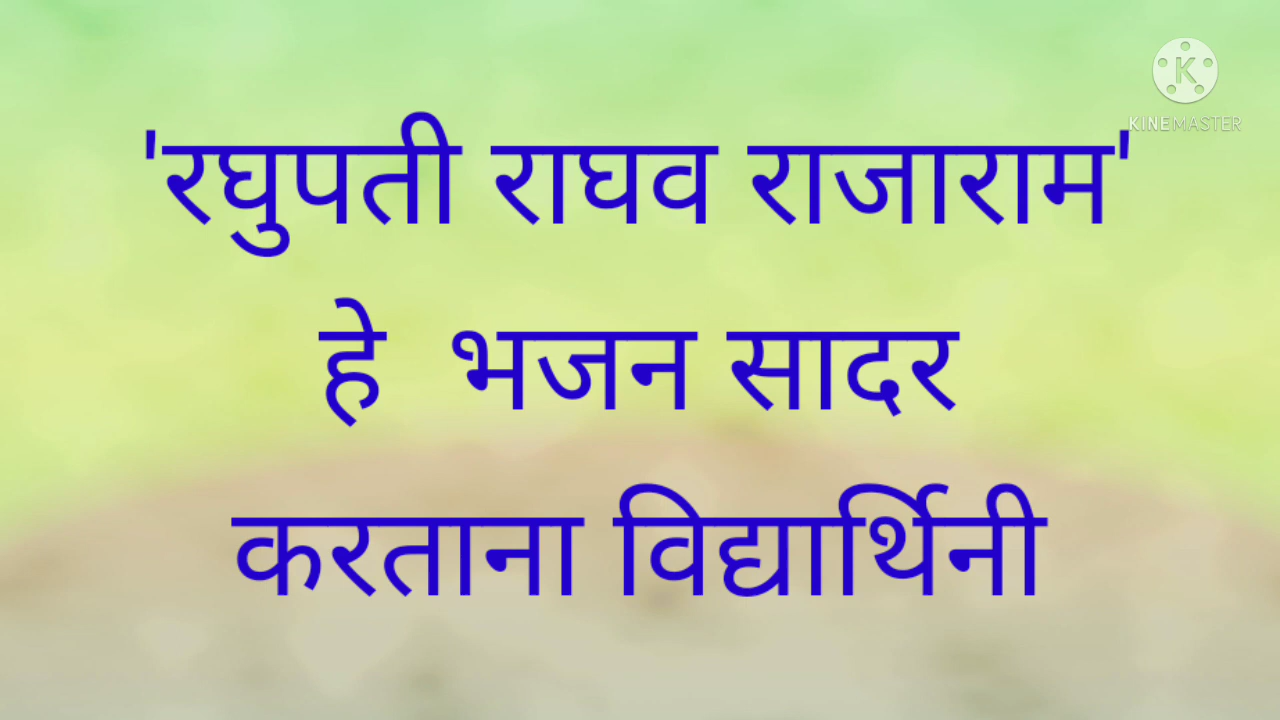 K
KINEMASTER
'रघुपती राघव राजाराम'
हे भजन सादर
करताना विद्यार्थिनी